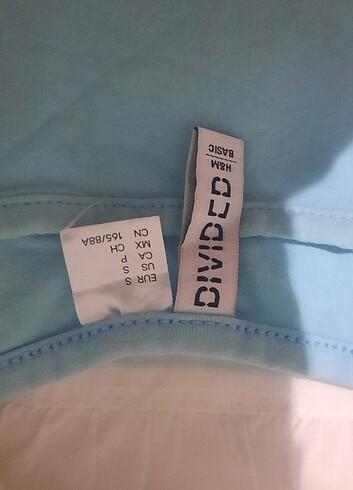 DIVIDED
H&M
BASIC
EUR S
US S
CA P
MX CH
CN 165/88A